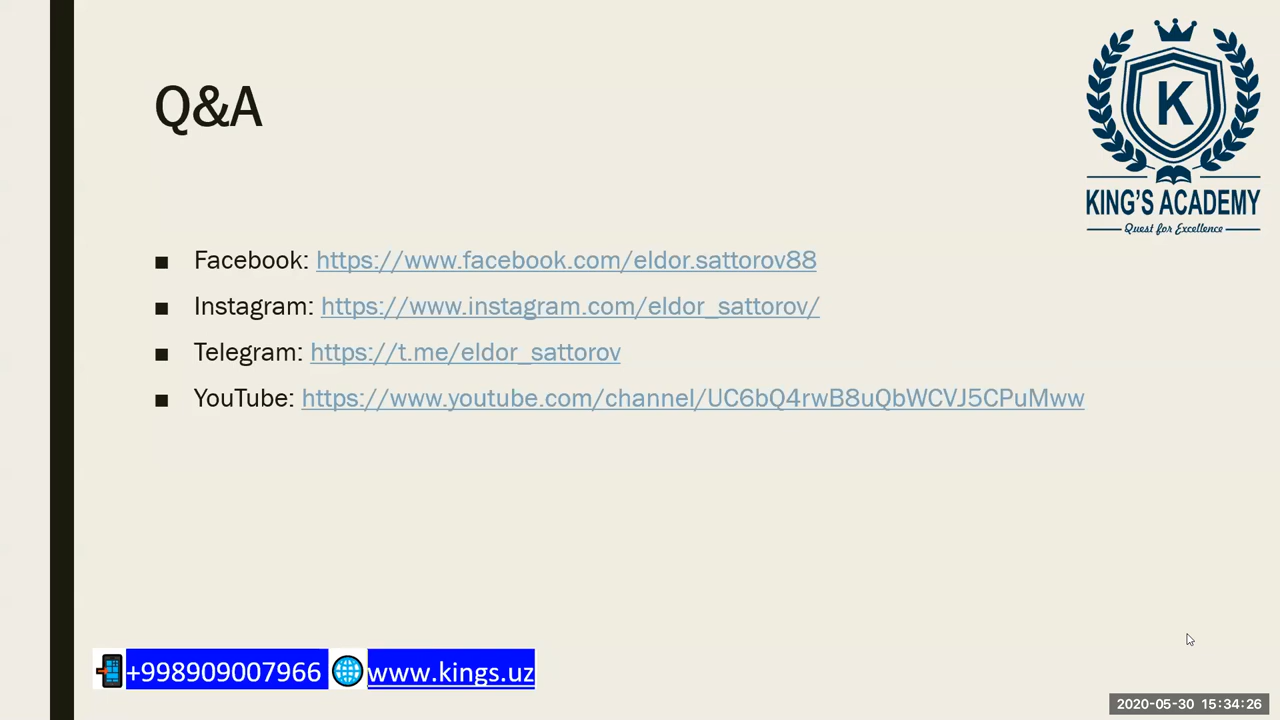 Q&A
K
KING'S ACADEMY
Quest for Excellence
■ Facebook: https://www.facebook.com/eldor.sattorov88
■ Instagram: https://www.instagram.com/eldor_sattorov/
■ Telegram: https://t.me/eldor_sattorov
■ YouTube: https://www.youtube.com/channel/UC6bQ4rwB8uQbWCVJ5CPuMww
+998909007966 www.kings.uz
2020-05-30 15:34:26